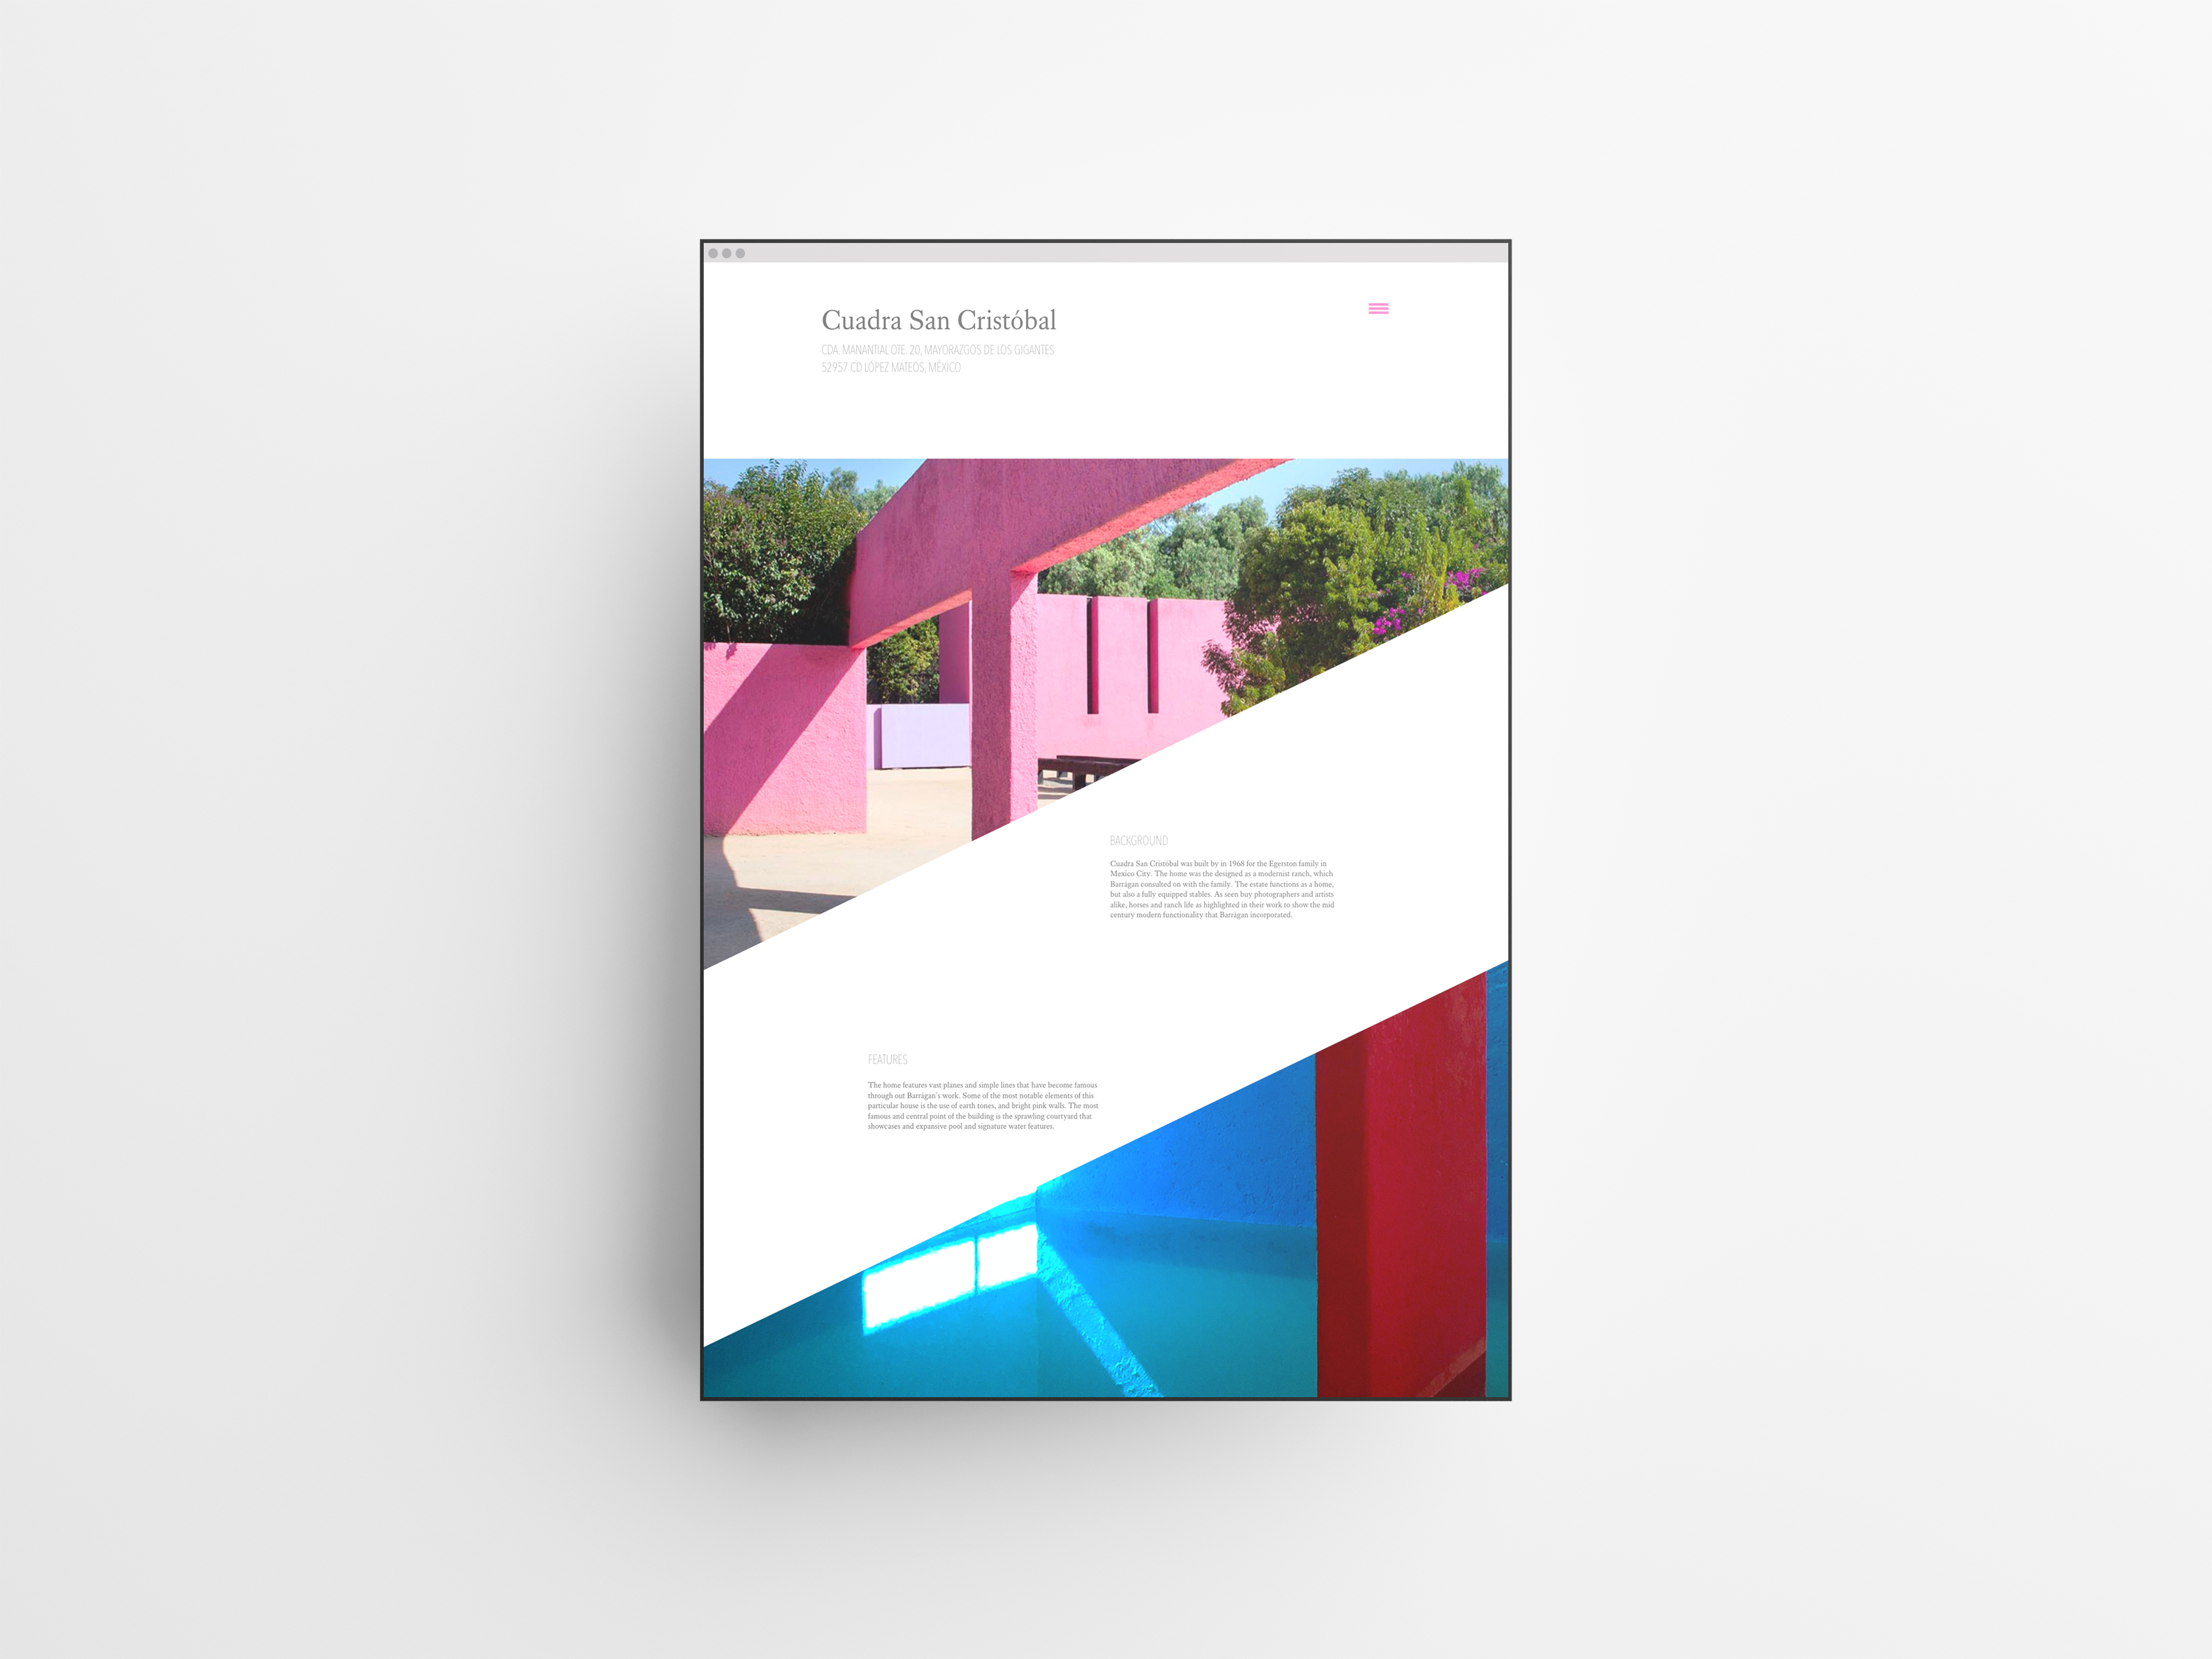 Cuadra San Cristóbal
CDA. MANANTIAL OTE. 20, MAYORAZGOS DE LOS GIGANTES
52957 CD LÓPEZ MATEOS, MÉXICO
BACKGROUND
Cuadra San Cristóbal was built by in 1968 for the Egerston family in
Mexico City. The home was the designed as a modernist ranch, which
Barrágan consulted on with the family. The estate functions as a home,
but also a fully equipped stables. As seen buy photographers and artists
alike, horses and ranch life as highlighted in their work to show the mid
century modern functionality that Barrágan incorporated.
FEATURES
The home features vast planes and simple lines that have become famous
through out Barrágan's work. Some of the most notable elements of this
particular house is the use of earth tones, and bright pink walls. The most
famous and central point of the building is the sprawling courtyard that
showcases and expansive pool and signature water features.